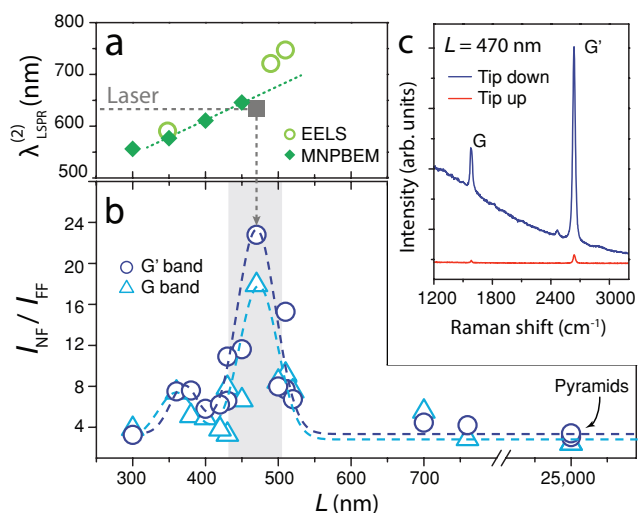 a
λ(2)LSPR (nm)
800
700
600
500
Laser
EELS
MNPBEM
c
L = 470 nm
G'
Tip down
Tip up
G
Intensity (arb. units)
1200
1800
2400
3000
Raman shift (cm⁻¹)
b
INF / IFF
24
20
16
12
8
4
G' band
G band
Pyramids
300
400
500
600
700
25,000
L (nm)